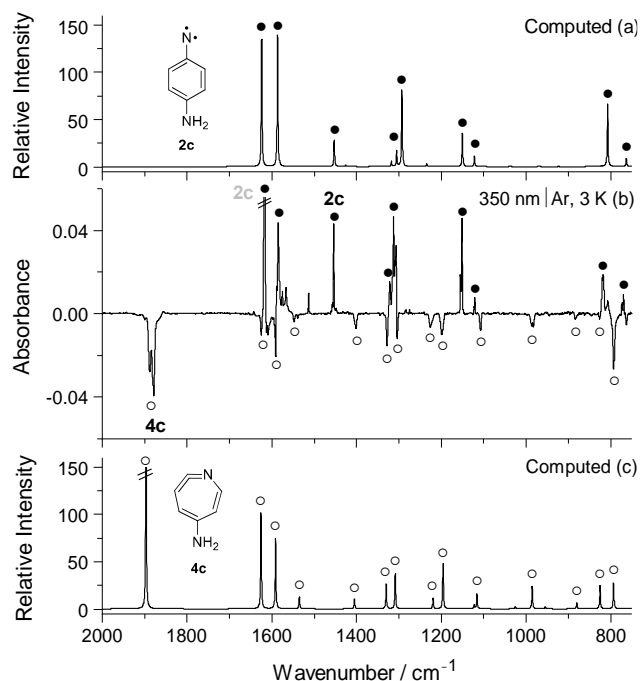 Computed (a)
150
100
50
0
Relative Intensity
•N•
NH₂
2c
2c
2c
350 nm | Ar, 3 K (b)
0.04
0.00
-0.04
Absorbance
4c
Computed (c)
150
100
50
0
Relative Intensity
N
NH₂
4c
2000 1800 1600 1400 1200 1000 800
Wavenumber / cm⁻¹